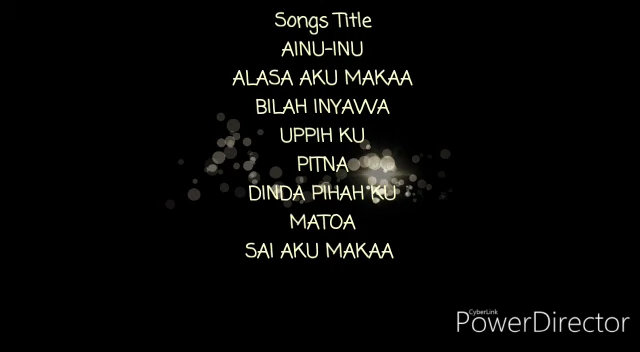 Songs Title
AINU-INU
ALASA AKU MAKAA
BILAH INYAWA
UPPIH KU
PITNA
DINDA PIHAH KU
MATOA
SAI AKU MAKAA
CyberLink
PowerDirector